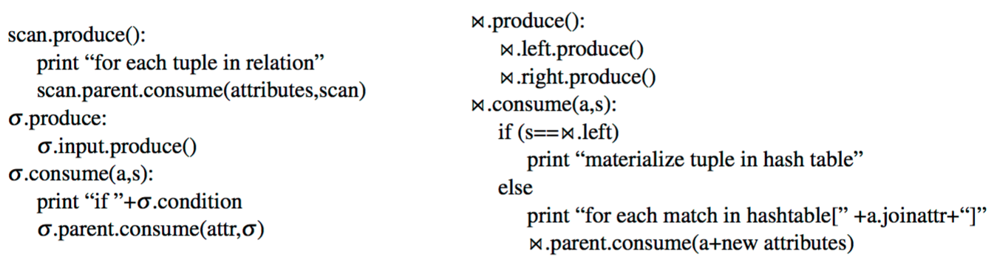 scan.produce():
print “for each tuple in relation”
scan.parent.consume(attributes,scan)
σ.produce:
σ.input.produce()
σ.consume(a,s):
print “if ”+σ.condition
σ.parent.consume(attr,σ)
⋈.produce():
⋈.left.produce()
⋈.right.produce()
⋈.consume(a,s):
if (s==⋈.left)
print “materialize tuple in hash table”
else
print “for each match in hashtable[” +a.joinattr+“]”
⋈.parent.consume(a+new attributes)